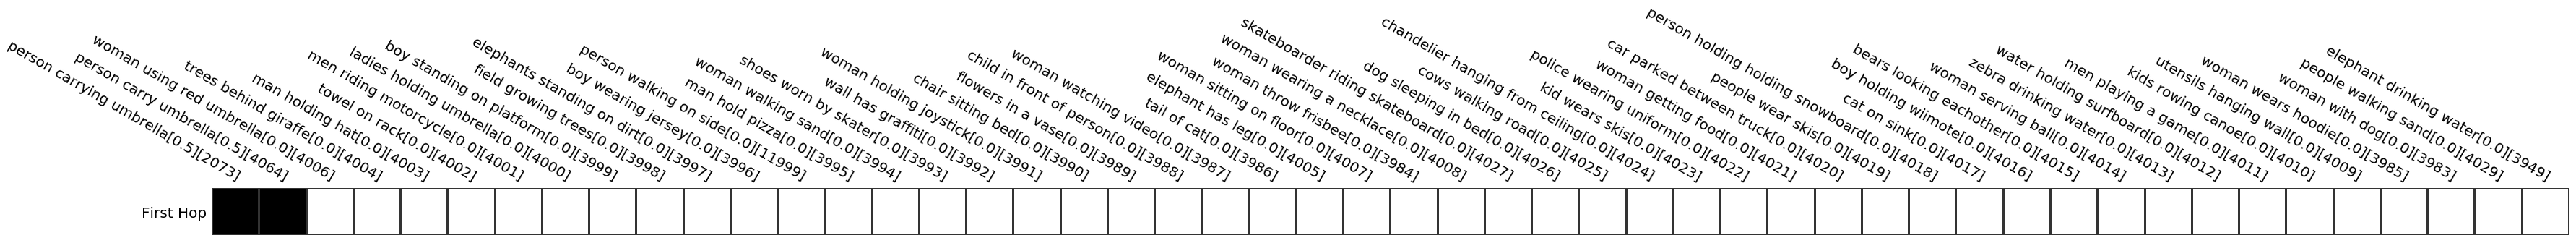 person carrying umbrella[0.5][2073]
person carry umbrella[0.5][4064]
woman using red umbrella[0.0][4006]
trees behind giraffe[0.0][4004]
man holding hat[0.0][4003]
towel on rack[0.0][4002]
men riding motorcycle[0.0][4001]
ladies holding umbrella[0.0][4000]
boy standing on platform[0.0][3999]
field growing trees[0.0][3998]
elephants standing on dirt[0.0][3997]
boy wearing jersey[0.0][3996]
person walking on side[0.0][11999]
man hold pizza[0.0][3995]
woman walking sand[0.0][3994]
shoes worn by skater[0.0][3993]
wall has graffiti[0.0][3992]
woman holding joystick[0.0][3991]
chair sitting bed[0.0][3990]
flowers in a vase[0.0][3989]
child in front of person[0.0][3988]
woman watching video[0.0][3987]
tail of cat[0.0][3986]
elephant has leg[0.0][4005]
woman sitting on floor[0.0][4007]
woman throw frisbee[0.0][3984]
woman wearing a necklace[0.0][4008]
skateboarder riding skateboard[0.0][4027]
dog sleeping in bed[0.0][4026]
cows walking road[0.0][4025]
chandelier hanging from ceiling[0.0][4024]
kid wears skis[0.0][4023]
police wearing uniform[0.0][4022]
woman getting food[0.0][4021]
car parked between truck[0.0][4020]
people wear skis[0.0][4019]
person holding holding snowboard[0.0][4018]
cat on sink[0.0][4017]
boy holding wiimote[0.0][4016]
bears looking eachother[0.0][4015]
woman serving ball[0.0][4014]
zebra drinking water[0.0][4013]
water holding surfboard[0.0][4012]
men playing a game[0.0][4011]
kids rowing canoe[0.0][4010]
utensils hanging wall[0.0][4009]
woman wears hoodie[0.0][3985]
woman with dog[0.0][3983]
people walking sand[0.0][4029]
elephant drinking water[0.0][3949]
First Hop